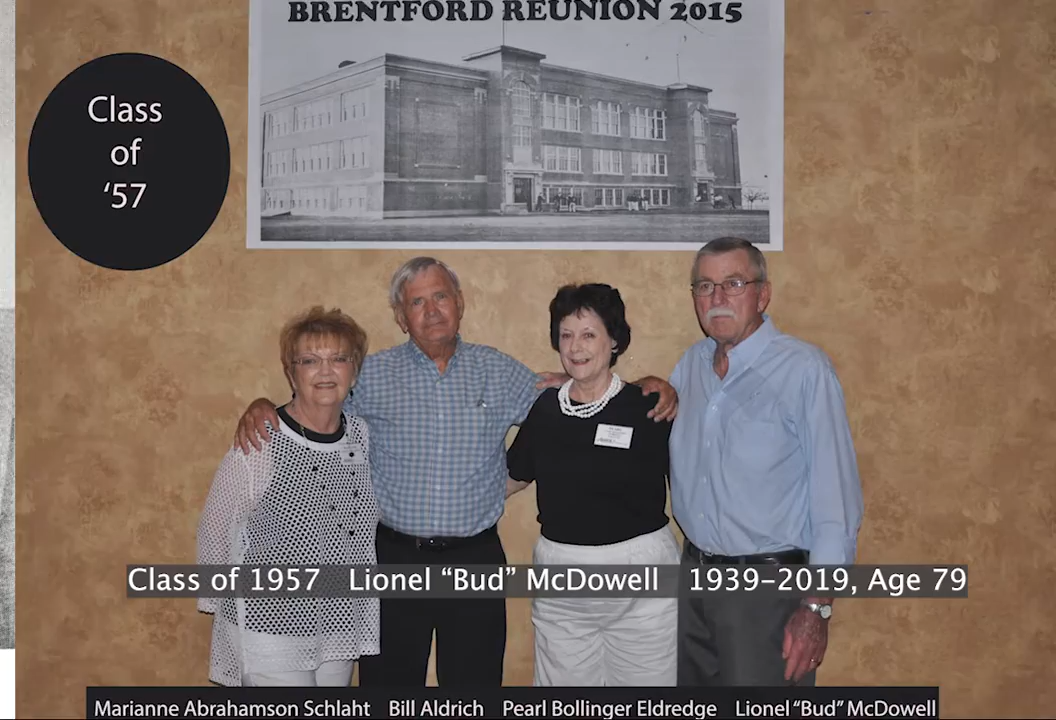 BRENTFORD REUNION 2015
Class
of
‘57
Class of 1957   Lionel “Bud” McDowell   1939–2019, Age 79
Marianne Abrahamson Schlaht   Bill Aldrich   Pearl Bollinger Eldredge   Lionel “Bud” McDowell